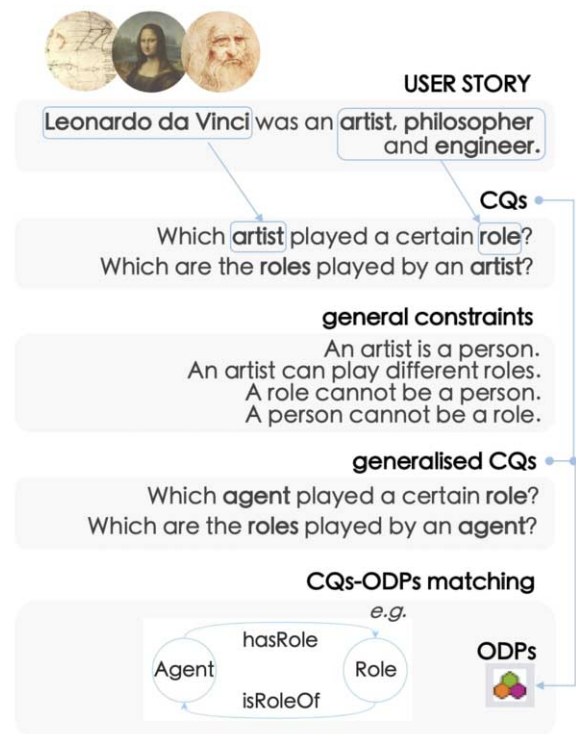 USER STORY
Leonardo da Vinci was an artist, philosopher
and engineer.
CQs
Which artist played a certain role?
Which are the roles played by an artist?
general constraints
An artist is a person.
An artist can play different roles.
A role cannot be a person.
A person cannot be a role.
generalised CQs
Which agent played a certain role?
Which are the roles played by an agent?
CQs-ODPs matching
e.g.
hasRole
ODPs
Agent
Role
isRoleOf